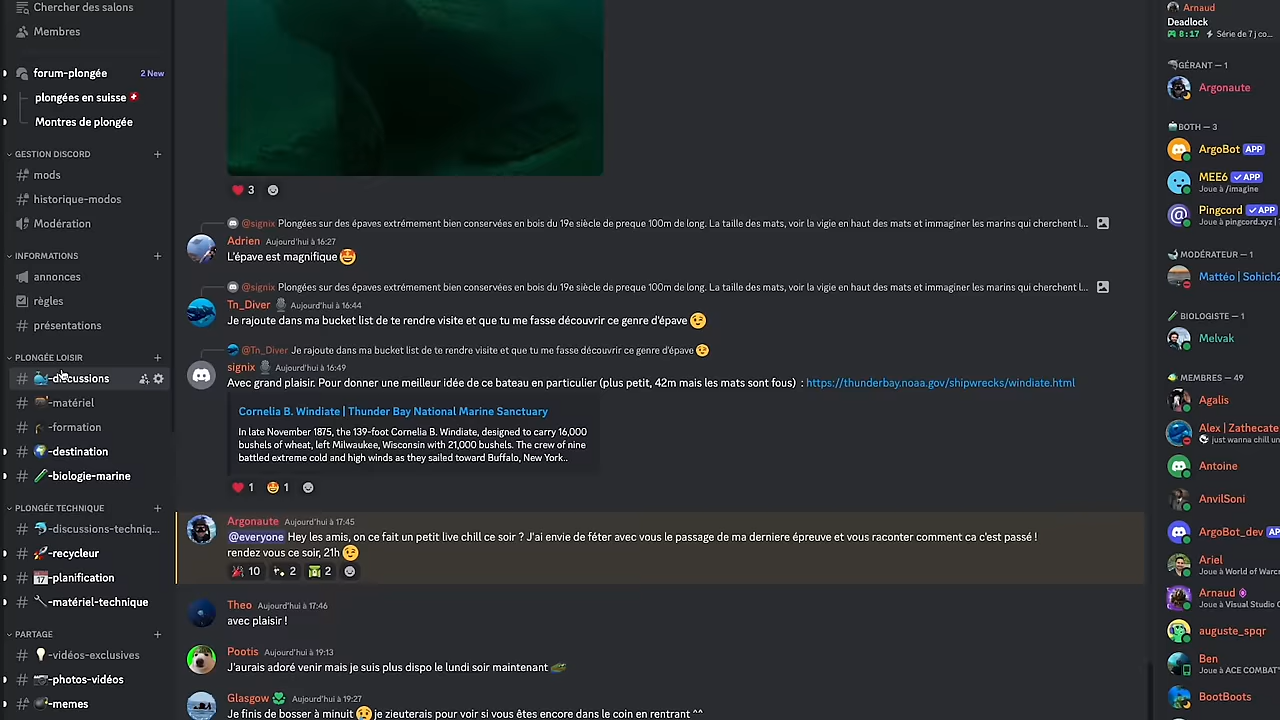 Chercher des salons
Membres
forum-plongée 2 New
plongées en suisse
Montres de plongée
GESTION DISCORD
mods
historique-modos
Modération
INFORMATIONS
annonces
règles
présentations
PLONGÉE LOISIR
-discussions
-matériel
-formation
-destination
-biologie-marine
PLONGÉE TECHNIQUE
-discussions-techniq...
-recycleur
-planification
-matériel-technique
PARTAGE
-vidéos-exclusives
-photos-vidéos
-memes
3
@signix Plongées sur des épaves extrémement bien conservées en bois du 19e siècle de preque 100m de long. La taille des mats, voir la vigie en haut des mats et immaginer les marins qui cherchent l...
Adrien Aujourd'hui à 16:27
L'épave est magnifique
@signix Plongées sur des épaves extrémement bien conservées en bois du 19e siècle de preque 100m de long. La taille des mats, voir la vigie en haut des mats et immaginer les marins qui cherchent l...
Tn_Diver Aujourd'hui à 16:44
Je rajoute dans ma bucket list de te rendre visite et que tu me fasse découvrir ce genre d'épave
@Tn_Diver Je rajoute dans ma bucket list de te rendre visite et que tu me fasse découvrir ce genre d'épave
signix Aujourd'hui à 16:49
Avec grand plaisir. Pour donner une meilleur idée de ce bateau en particulier (plus petit, 42m mais les mats sont fous) : https://thunderbay.noaa.gov/shipwrecks/windiate.html
Cornelia B. Windiate | Thunder Bay National Marine Sanctuary
In late November 1875, the 139-foot Cornelia B. Windiate, designed to carry 16,000
bushels of wheat, left Milwaukee, Wisconsin with 21,000 bushels. The crew of nine
battled extreme cold and high winds as they sailed toward Buffalo, New York..
1 1
Argonaute Aujourd'hui à 17:45
@everyone Hey les amis, on ce fait un petit live chill ce soir ? J'ai envie de fêter avec vous le passage de ma derniere épreuve et vous raconter comment ca c'est passé !
rendez vous ce soir, 21h
10 2 2
Theo Aujourd'hui à 17:46
avec plaisir !
Pootis Aujourd'hui à 19:13
J'aurais adoré venir mais je suis plus dispo le lundi soir maintenant
Glasgow Aujourd'hui à 19:27
Je finis de bosser à minuit je zieuterais pour voir si vous êtes encore dans le coin en rentrant ^^
Arnaud
Deadlock
8:17 Série de 7 j co...
GÉRANT — 1
Argonaute
BOTH — 3
ArgoBot APP
MEE6 APP
Joue à /imagine
Pingcord APP
Joue à pingcord.xyz |
MODÉRATEUR — 1
Mattéo | Sohich
BIOLOGISTE — 1
Melvak
MEMBRES — 49
Agalis
Alex | Zathecate
just wanna chill un
Antoine
AnvilSoni
ArgoBot_dev AP
Ariel
Joue à World of Warc
Arnaud
Joue à Visual Studio C
auguste_spqr
Ben
Joue à ACE COMBAT
BootBoots